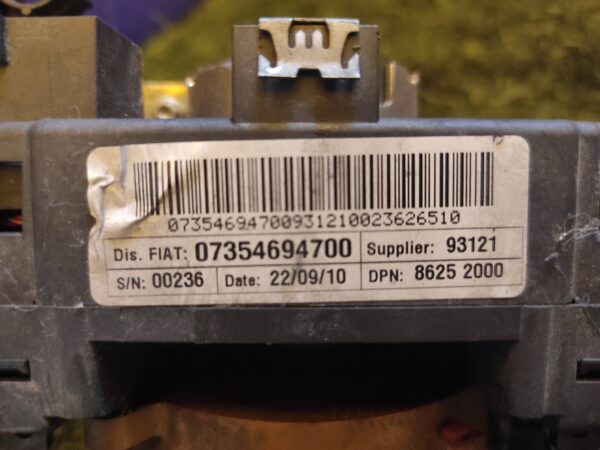 07354694700931210023626510
Dis. FIAT: 07354694700 Supplier: 93121
S/N: 00236 Date: 22/09/10 DPN: 8625 2000